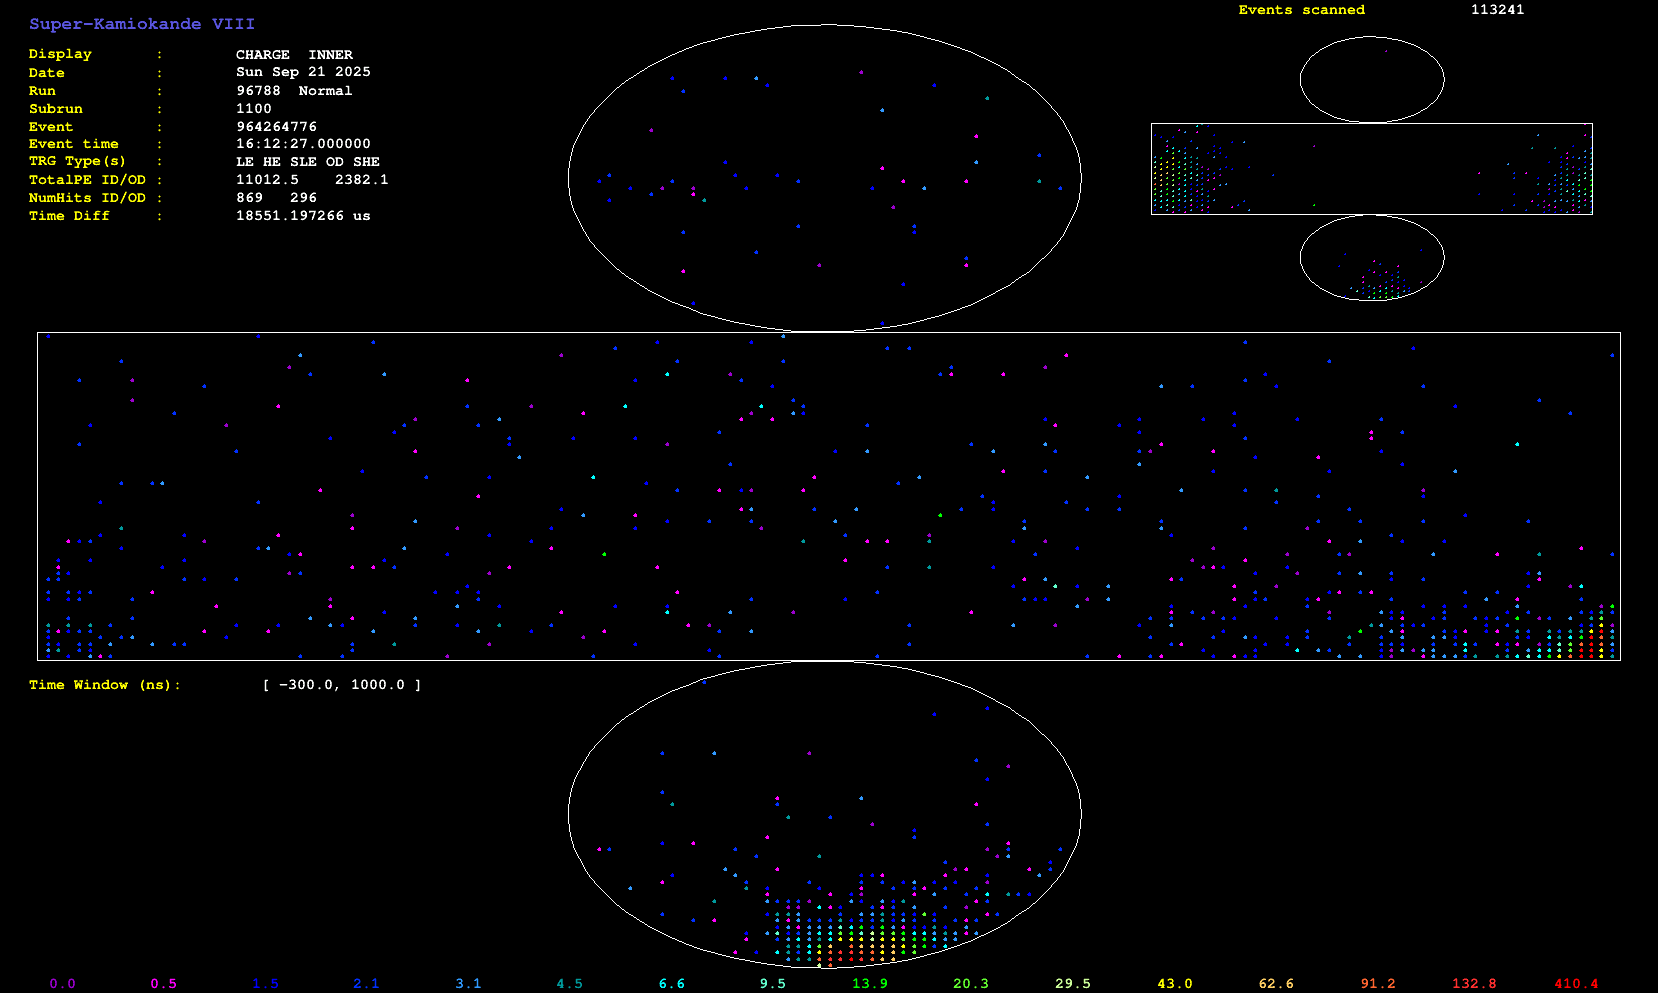 Super-Kamiokande VIII
Events scanned 113241
Display : CHARGE INNER
Date : Sun Sep 21 2025
Run : 96788 Normal
Subrun : 1100
Event : 964264776
Event time : 16:12:27.000000
TRG Type(s) : LE HE SLE OD SHE
TotalPE ID/OD : 11012.5 2382.1
NumHits ID/OD : 869 296
Time Diff : 18551.197266 us
Time Window (ns): [ -300.0, 1000.0 ]
0.0 0.5 1.5 2.1 3.1 4.5 6.6 9.5 13.9 20.3 29.5 43.0 62.6 91.2 132.8 410.4